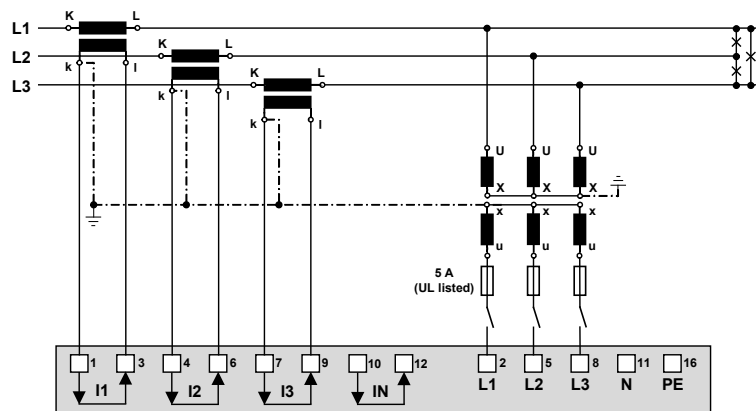 L1 K L
L2 K L
k l
L3 K L
k l
k l
U U U
X X X
x x x
u u u
5 A
(UL listed)
1 3 4 6 7 9 10 12 2 5 8 11 16
I1 I2 I3 IN L1 L2 L3 N PE